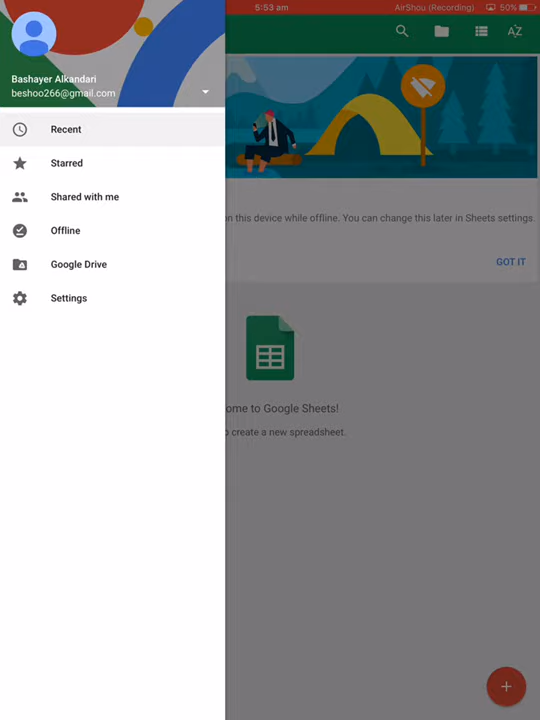 5:53 am
AirShou (Recording)
50%
AZ
Bashayer Alkandari
beshoo266@gmail.com
Recent
Starred
Shared with me
Offline
Google Drive
Settings
on this device while offline. You can change this later in Sheets settings.
GOT IT
ome to Google Sheets!
o create a new spreadsheet.